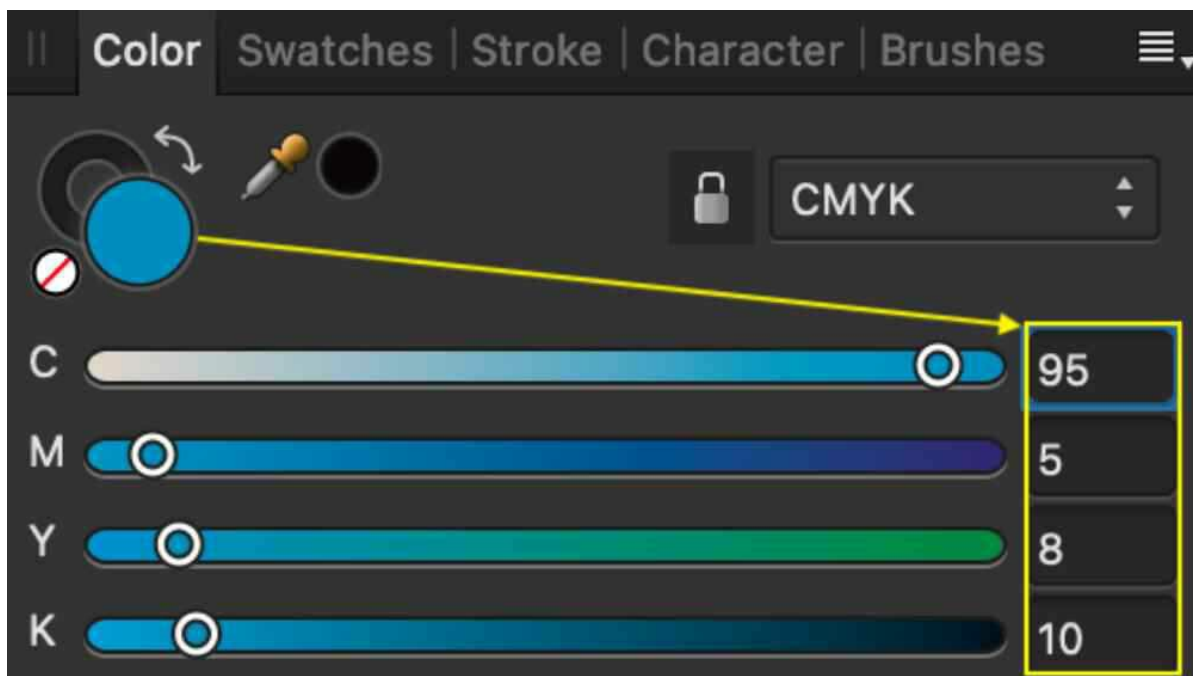 Color Swatches | Stroke | Character | Brushes
CMYK
C 95
M 5
Y 8
K 10